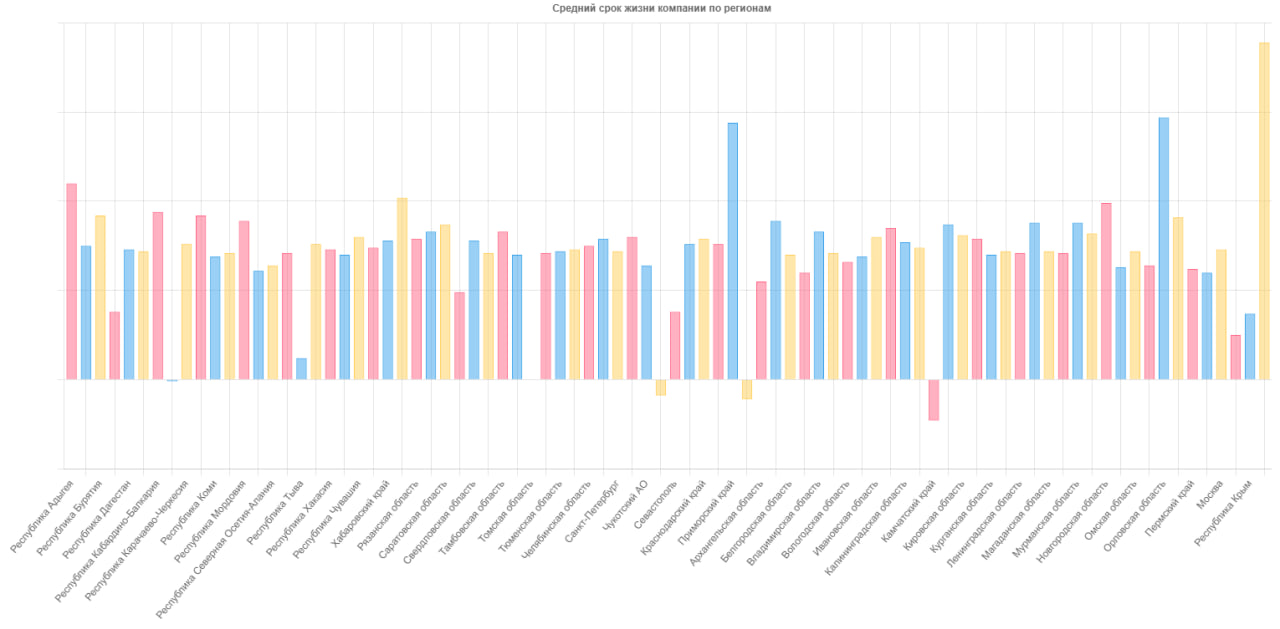 Средний срок жизни компании по регионам
Республика Адыгея
Республика Бурятия
Республика Дагестан
Республика Кабардино-Балкария
Республика Карачаево-Черкесия
Республика Коми
Республика Мордовия
Республика Северная Осетия-Алания
Республика Тыва
Республика Хакасия
Республика Чувашия
Хабаровский край
Рязанская область
Саратовская область
Свердловская область
Тамбовская область
Томская область
Тюменская область
Челябинская область
Санкт-Петербург
Чукотский АО
Севастополь
Краснодарский край
Приморский край
Архангельская область
Белгородская область
Владимирская область
Вологодская область
Ивановская область
Калининградская область
Камчатский край
Кировская область
Курганская область
Ленинградская область
Магаданская область
Мурманская область
Новгородская область
Омская область
Орловская область
Пермский край
Москва
Республика Крым